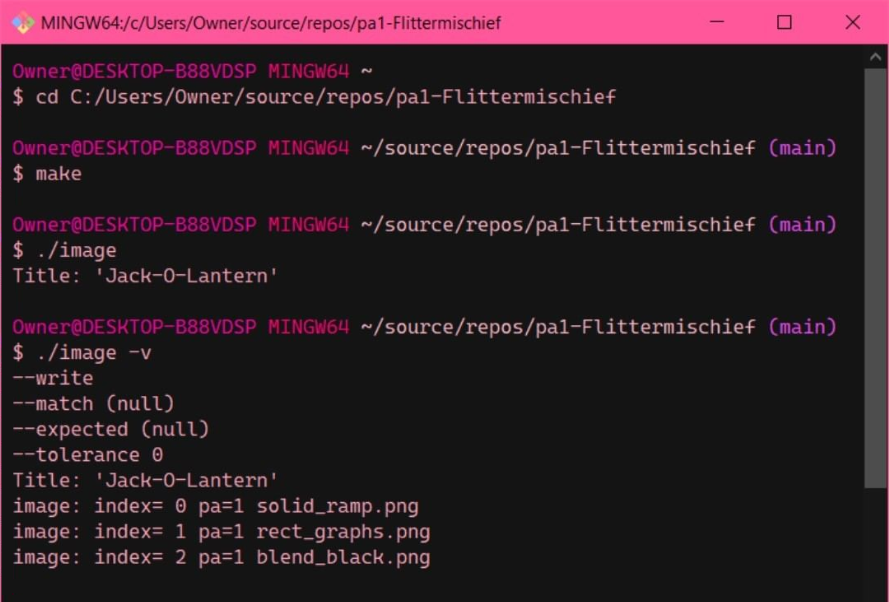 MINGW64:/c/Users/Owner/source/repos/pa1-Flittermischief
Owner@DESKTOP-B88VDSP MINGW64 ~
$ cd C:/Users/Owner/source/repos/pa1-Flittermischief
Owner@DESKTOP-B88VDSP MINGW64 ~/source/repos/pa1-Flittermischief (main)
$ make
Owner@DESKTOP-B88VDSP MINGW64 ~/source/repos/pa1-Flittermischief (main)
$ ./image
Title: 'Jack-O-Lantern'
Owner@DESKTOP-B88VDSP MINGW64 ~/source/repos/pa1-Flittermischief (main)
$ ./image -v
--write
--match (null)
--expected (null)
--tolerance 0
Title: 'Jack-O-Lantern'
image: index= 0 pa=1 solid_ramp.png
image: index= 1 pa=1 rect_graphs.png
image: index= 2 pa=1 blend_black.png